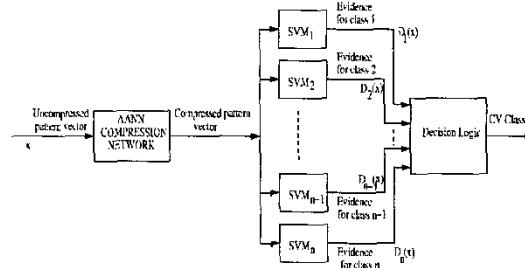 Evidence
for class 1
SVM1
D1(x)
Evidence
for class 2
SVM2
D2(x)
Uncompressed
pattern vector
x
AANN
COMPRESSION
NETWORK
Compressed pattern
vector
Decision Logic
CV Class
SVMn-1
Dn-1(x)
Evidence
for class n-1
SVMn
Evidence
for class n
Dn(x)